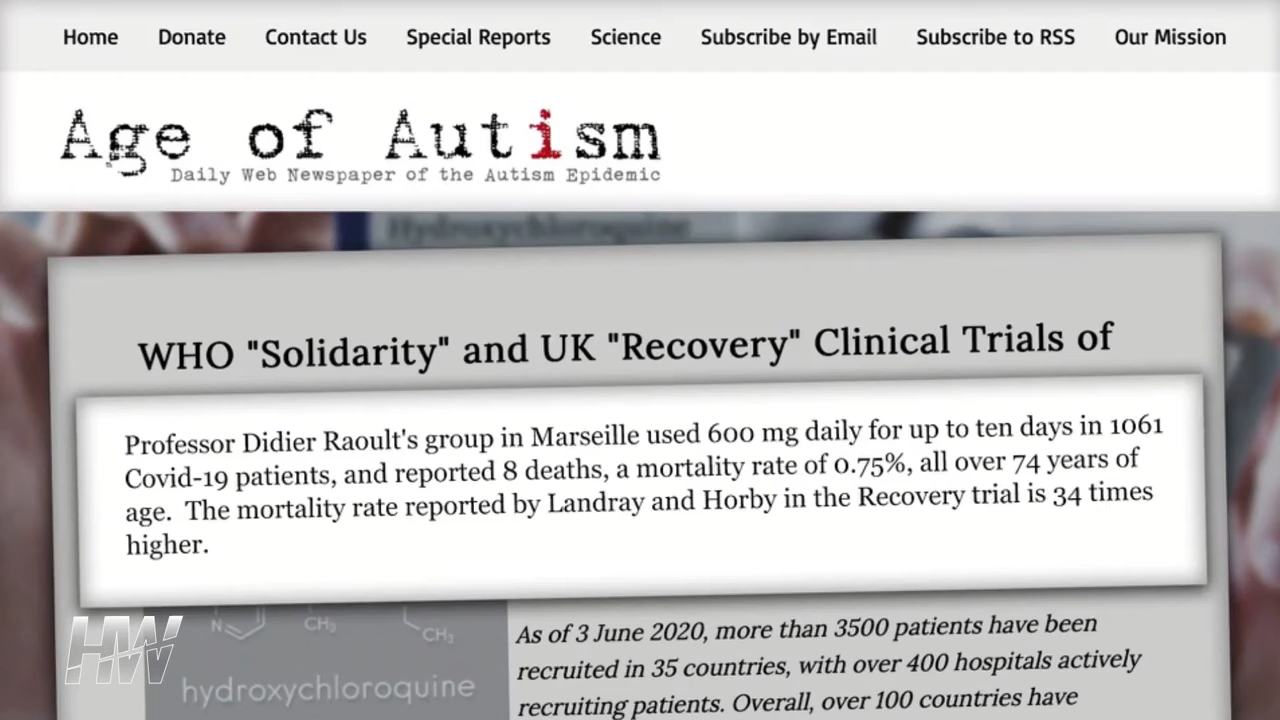 Home Donate Contact Us Special Reports Science Subscribe by Email Subscribe to RSS Our Mission
Age of Autism
Daily Web Newspaper of the Autism Epidemic
Hydroxychloroquine
WHO "Solidarity" and UK "Recovery" Clinical Trials of
Professor Didier Raoult's group in Marseille used 600 mg daily for up to ten days in 1061
Covid-19 patients, and reported 8 deaths, a mortality rate of 0.75%, all over 74 years of
age. The mortality rate reported by Landray and Horby in the Recovery trial is 34 times
higher.
N CH₃
CH₃
HW
hydroxychloroquine
As of 3 June 2020, more than 3500 patients have been
recruited in 35 countries, with over 400 hospitals actively
recruiting patients. Overall, over 100 countries have